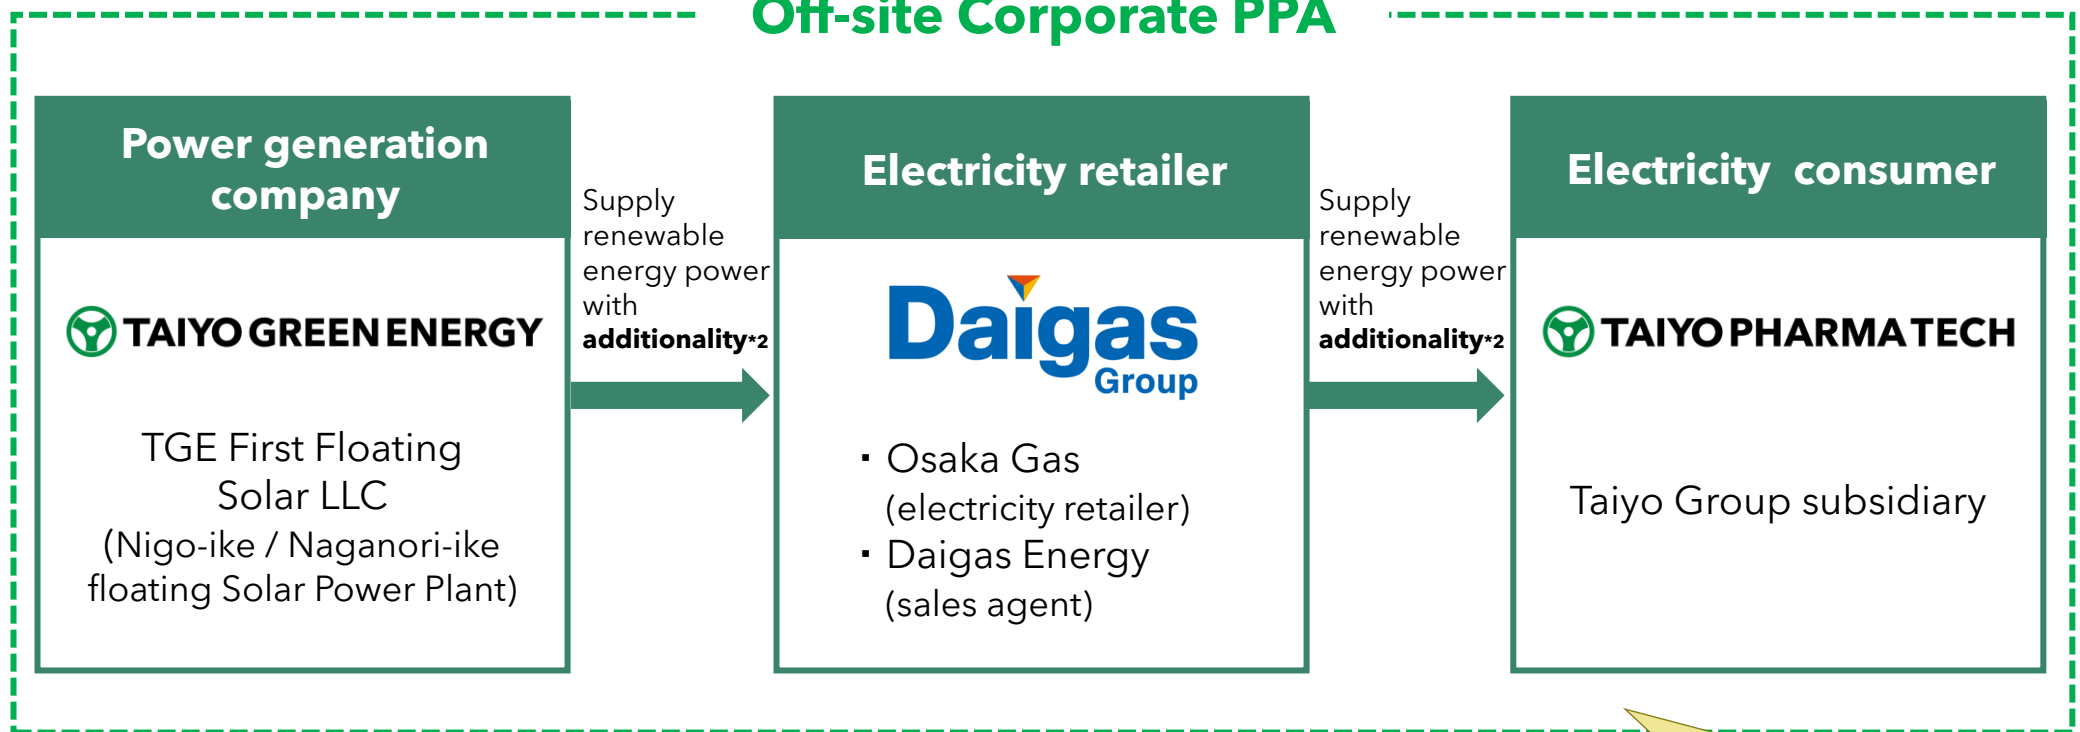 Off-site Corporate PPA
Power generation
company
TAIYO GREEN ENERGY
TGE First Floating
Solar LLC
(Nigo-ike / Naganori-ike
floating Solar Power Plant)
Supply
renewable
energy power
with
additionality*2
Electricity retailer
Daigas
Group
・Osaka Gas
(electricity retailer)
・Daigas Energy
(sales agent)
Supply
renewable
energy power
with
additionality*2
Electricity consumer
TAIYO PHARMA TECH
Taiyo Group subsidiary